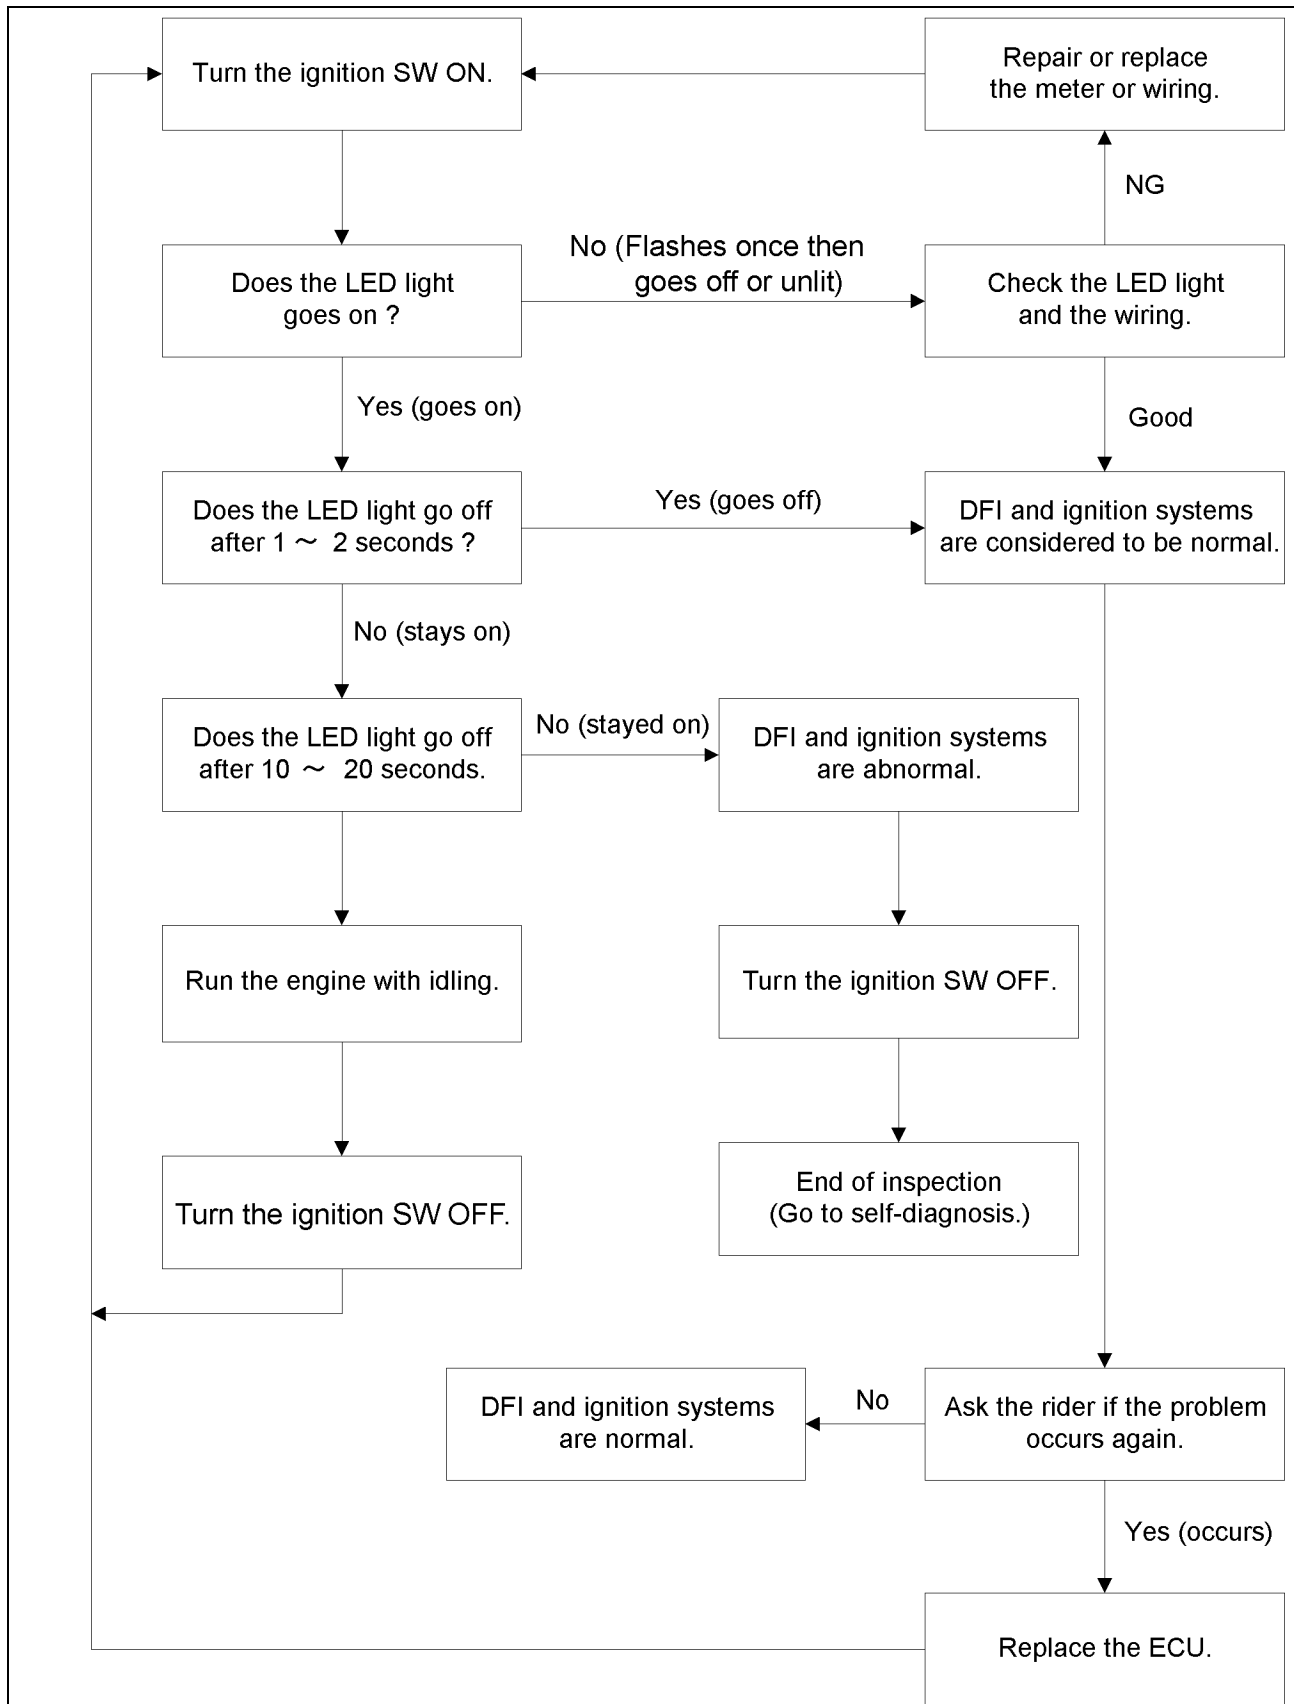 Turn the ignition SW ON.
Repair or replace
the meter or wiring.
NG
No (Flashes once then
goes off or unlit)
Does the LED light
goes on ?
Check the LED light
and the wiring.
Yes (goes on)
Good
Does the LED light go off
after 1 ～ 2 seconds ?
Yes (goes off)
DFI and ignition systems
are considered to be normal.
No (stays on)
Does the LED light go off
after 10 ～ 20 seconds.
No (stayed on)
DFI and ignition systems
are abnormal.
Run the engine with idling.
Turn the ignition SW OFF.
Turn the ignition SW OFF.
End of inspection
(Go to self-diagnosis.)
DFI and ignition systems
are normal.
No
Ask the rider if the problem
occurs again.
Yes (occurs)
Replace the ECU.